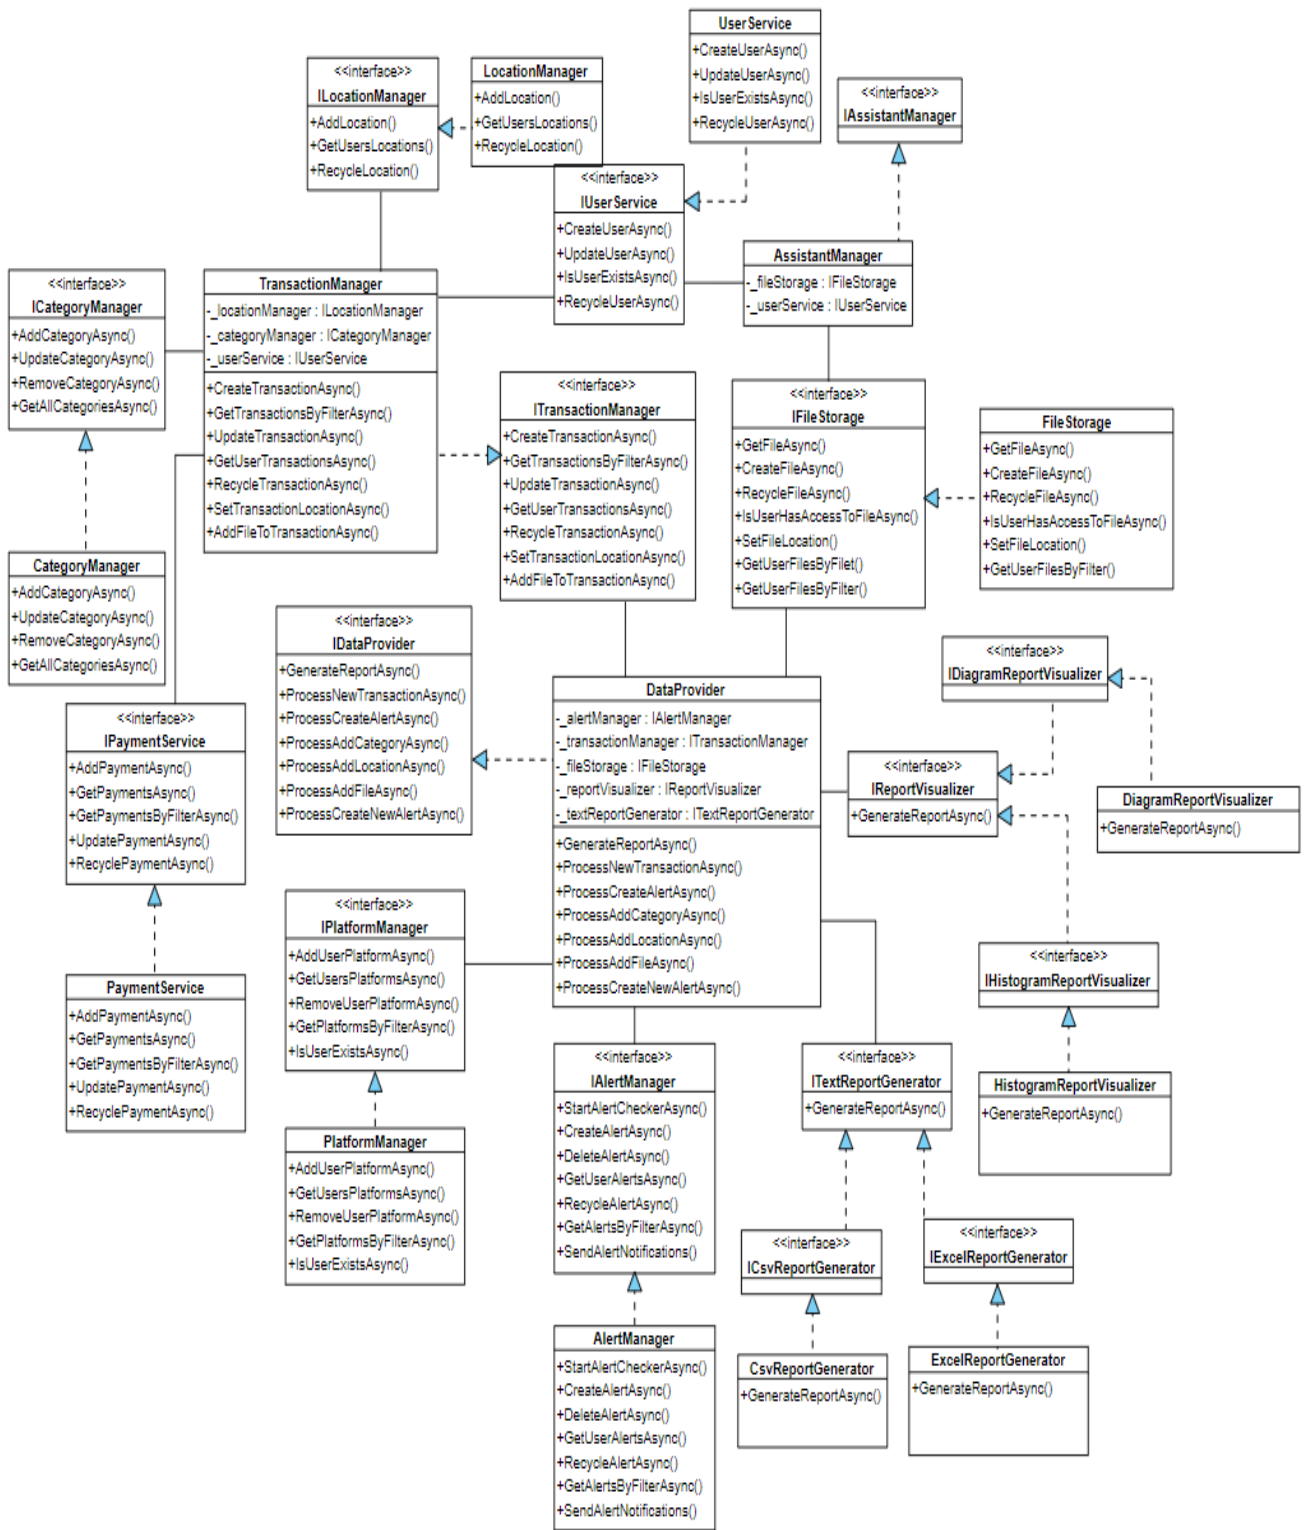 UserService
+CreateUserAsync()
+UpdateUserAsync()
+IsUserExistsAsync()
+RecycleUserAsync()
<<interface>>
ILocationManager
+AddLocation()
+GetUsersLocations()
+RecycleLocation()
LocationManager
+AddLocation()
+GetUsersLocations()
+RecycleLocation()
<<interface>>
IAssistantManager
<<interface>>
IUserService
+CreateUserAsync()
+UpdateUserAsync()
+IsUserExistsAsync()
+RecycleUserAsync()
AssistantManager
-_fileStorage : IFileStorage
-_userService : IUserService
<<interface>>
ICategoryManager
+AddCategoryAsync()
+UpdateCategoryAsync()
+RemoveCategoryAsync()
+GetAllCategoriesAsync()
TransactionManager
-_locationManager : ILocationManager
-_categoryManager : ICategoryManager
-_userService : IUserService
+CreateTransactionAsync()
+GetTransactionsByFilterAsync()
+UpdateTransactionAsync()
+GetUserTransactionsAsync()
+RecycleTransactionAsync()
+SetTransactionLocationAsync()
+AddFileToTransactionAsync()
<<interface>>
ITransactionManager
+CreateTransactionAsync()
+GetTransactionsByFilterAsync()
+UpdateTransactionAsync()
+GetUserTransactionsAsync()
+RecycleTransactionAsync()
+SetTransactionLocationAsync()
+AddFileToTransactionAsync()
<<interface>>
IFileStorage
+GetFileAsync()
+CreateFileAsync()
+RecycleFileAsync()
+IsUserHasAccessToFileAsync()
+SetFileLocation()
+GetUserFilesByFilet()
+GetUserFilesByFilter()
FileStorage
+GetFileAsync()
+CreateFileAsync()
+RecycleFileAsync()
+IsUserHasAccessToFileAsync()
+SetFileLocation()
+GetUserFilesByFilter()
CategoryManager
+AddCategoryAsync()
+UpdateCategoryAsync()
+RemoveCategoryAsync()
+GetAllCategoriesAsync()
<<interface>>
IDataProvider
+GenerateReportAsync()
+ProcessNewTransactionAsync()
+ProcessCreateAlertAsync()
+ProcessAddCategoryAsync()
+ProcessAddLocationAsync()
+ProcessAddFileAsync()
+ProcessCreateNewAlertAsync()
DataProvider
-_alertManager : IAlertManager
-_transactionManager : ITransactionManager
-_fileStorage : IFileStorage
-_reportVisualizer : IReportVisualizer
-_textReportGenerator : ITextReportGenerator
+GenerateReportAsync()
+ProcessNewTransactionAsync()
+ProcessCreateAlertAsync()
+ProcessAddCategoryAsync()
+ProcessAddLocationAsync()
+ProcessAddFileAsync()
+ProcessCreateNewAlertAsync()
<<interface>>
IDiagramReportVisualizer
<<interface>>
IReportVisualizer
+GenerateReportAsync()
DiagramReportVisualizer
+GenerateReportAsync()
<<interface>>
IPaymentService
+AddPaymentAsync()
+GetPaymentsAsync()
+GetPaymentsByFilterAsync()
+UpdatePaymentAsync()
+RecyclePaymentAsync()
<<interface>>
IPlatformManager
+AddUserPlatformAsync()
+GetUsersPlatformsAsync()
+RemoveUserPlatformAsync()
+GetPlatformsByFilterAsync()
+IsUserExistsAsync()
<<interface>>
IHistogramReportVisualizer
PaymentService
+AddPaymentAsync()
+GetPaymentsAsync()
+GetPaymentsByFilterAsync()
+UpdatePaymentAsync()
+RecyclePaymentAsync()
<<interface>>
IAlertManager
+StartAlertCheckerAsync()
+CreateAlertAsync()
+DeleteAlertAsync()
+GetUserAlertsAsync()
+RecycleAlertAsync()
+GetAlertsByFilterAsync()
+SendAlertNotifications()
<<interface>>
ITextReportGenerator
+GenerateReportAsync()
HistogramReportVisualizer
+GenerateReportAsync()
PlatformManager
+AddUserPlatformAsync()
+GetUsersPlatformsAsync()
+RemoveUserPlatformAsync()
+GetPlatformsByFilterAsync()
+IsUserExistsAsync()
<<interface>>
ICsvReportGenerator
<<interface>>
IExcelReportGenerator
AlertManager
+StartAlertCheckerAsync()
+CreateAlertAsync()
+DeleteAlertAsync()
+GetUserAlertsAsync()
+RecycleAlertAsync()
+GetAlertsByFilterAsync()
+SendAlertNotifications()
CsvReportGenerator
+GenerateReportAsync()
ExcelReportGenerator
+GenerateReportAsync()